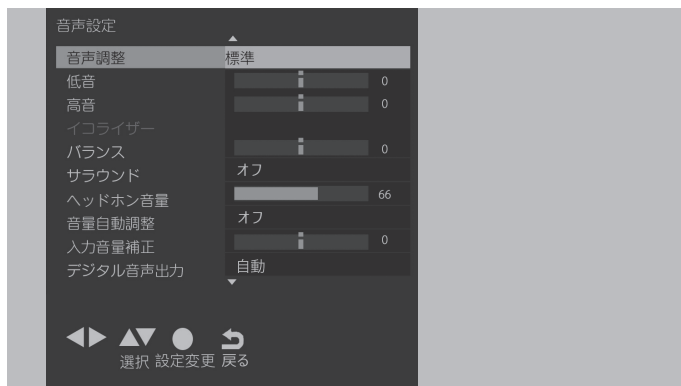 音声設定
音声調整 標準
低音 0
高音 0
イコライザー
バランス 0
サラウンド オフ
ヘッドホン音量 66
音量自動調整 オフ
入力音量補正 0
デジタル音声出力 自動
選択 設定変更 戻る